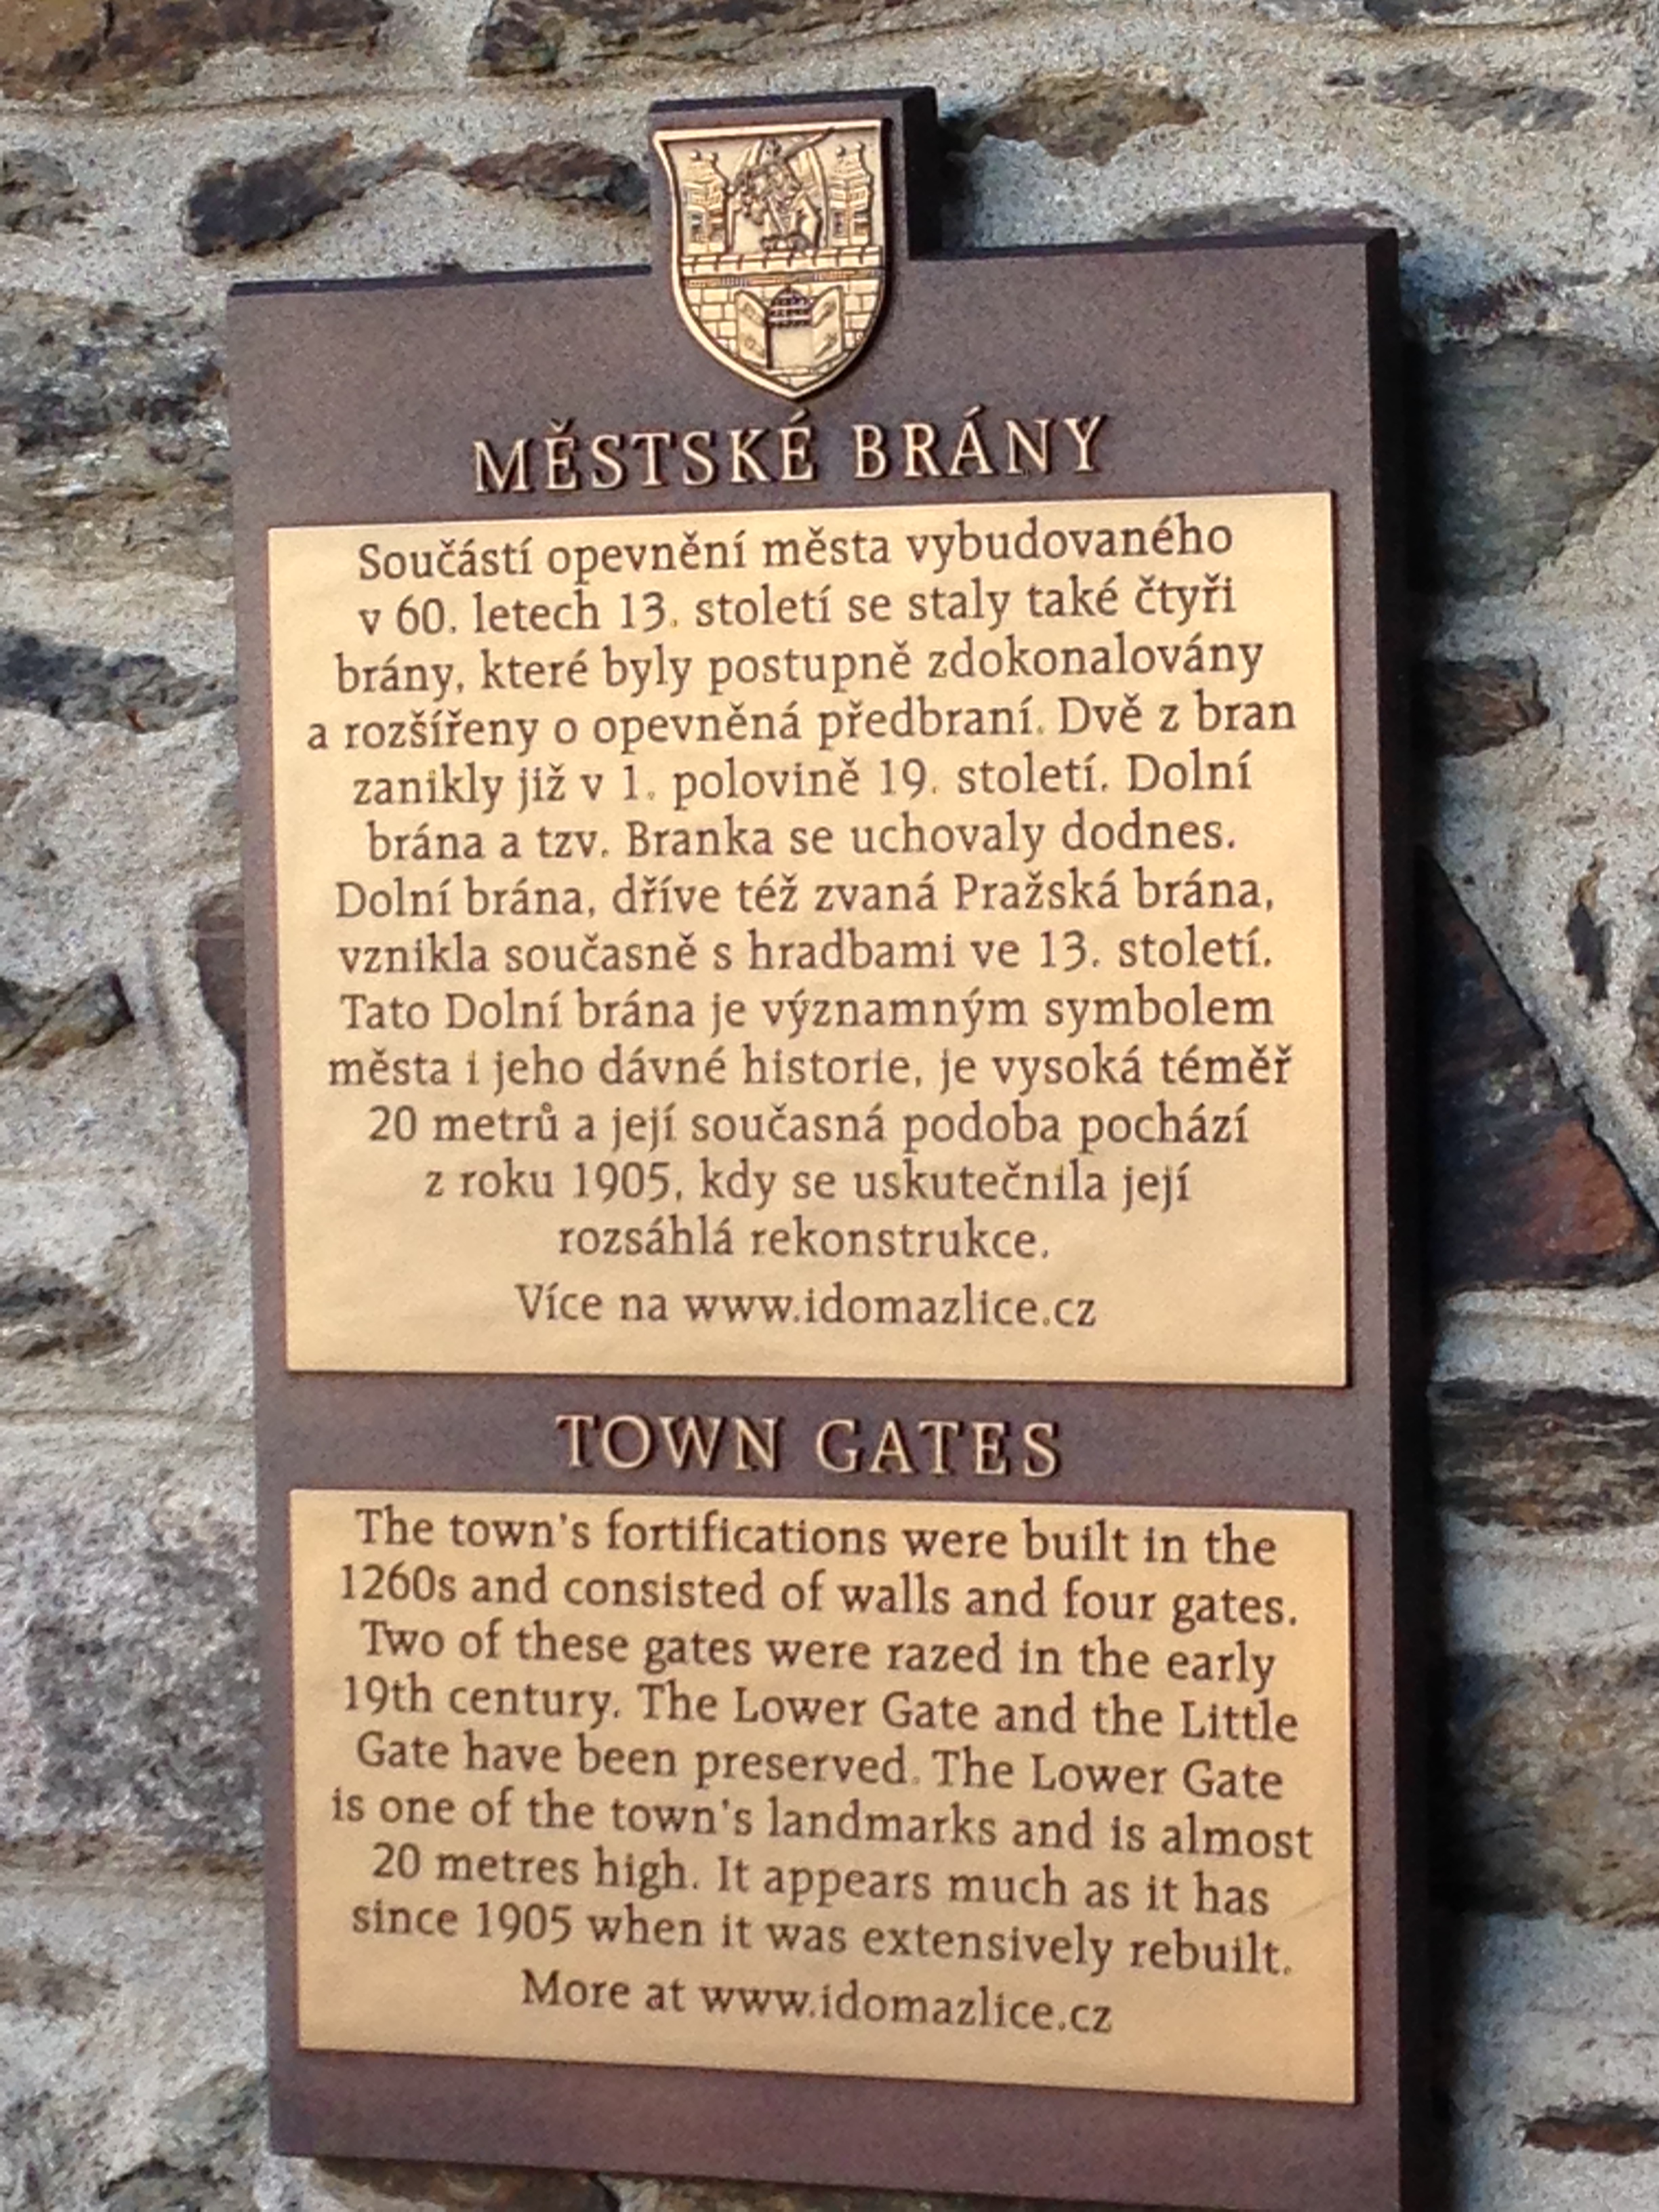 MĚSTSKÉ BRÁNY
Součástí opevnění města vybudovaného
v 60. letech 13. století se staly také čtyři
brány, které byly postupně zdokonalovány
a rozšířeny o opevněná předbraní. Dvě z bran
zanikly již v 1. polovině 19. století. Dolní
brána a tzv. Branka se uchovaly dodnes.
Dolní brána, dříve též zvaná Pražská brána,
vznikla současně s hradbami ve 13. století.
Tato Dolní brána je významným symbolem
města i jeho dávné historie, je vysoká téměř
20 metrů a její současná podoba pochází
z roku 1905, kdy se uskutečnila její
rozsáhlá rekonstrukce.
Více na www.idomazlice.cz
TOWN GATES
The town's fortifications were built in the
1260s and consisted of walls and four gates.
Two of these gates were razed in the early
19th century. The Lower Gate and the Little
Gate have been preserved. The Lower Gate
is one of the town's landmarks and is almost
20 metres high. It appears much as it has
since 1905 when it was extensively rebuilt.
More at www.idomazlice.cz